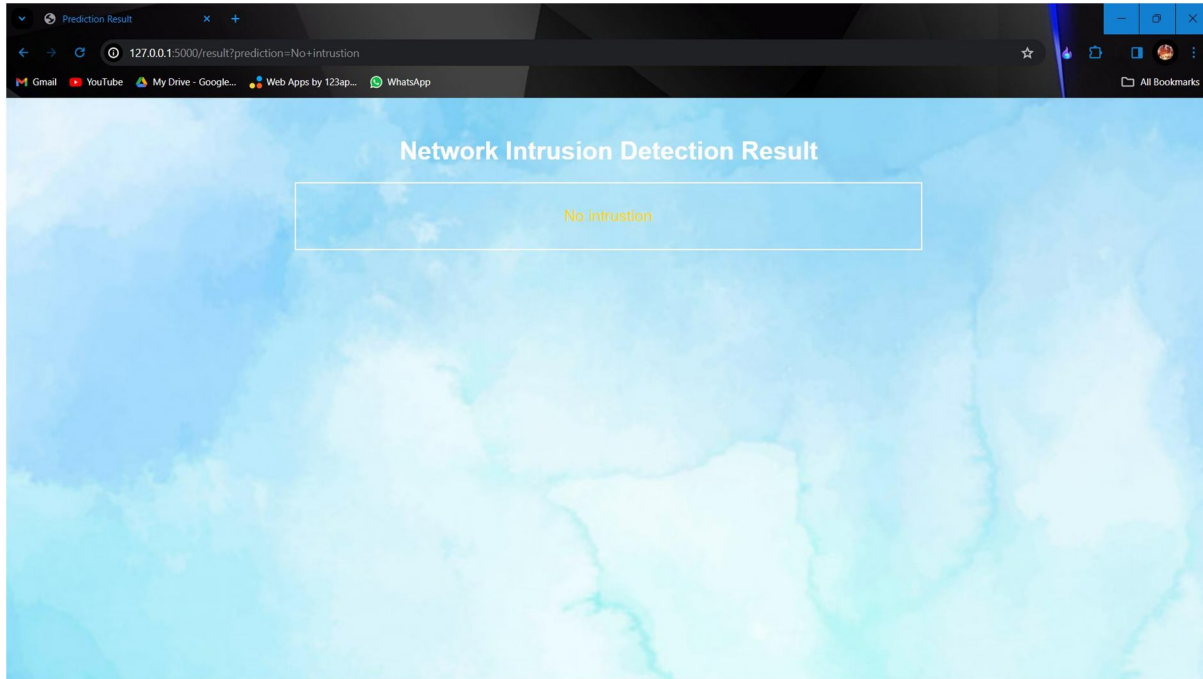 Prediction Result
127.0.0.1:5000/result?prediction=No+intrustion
Gmail YouTube My Drive - Google... Web Apps by 123ap... WhatsApp All Bookmarks
Network Intrusion Detection Result
No intrustion